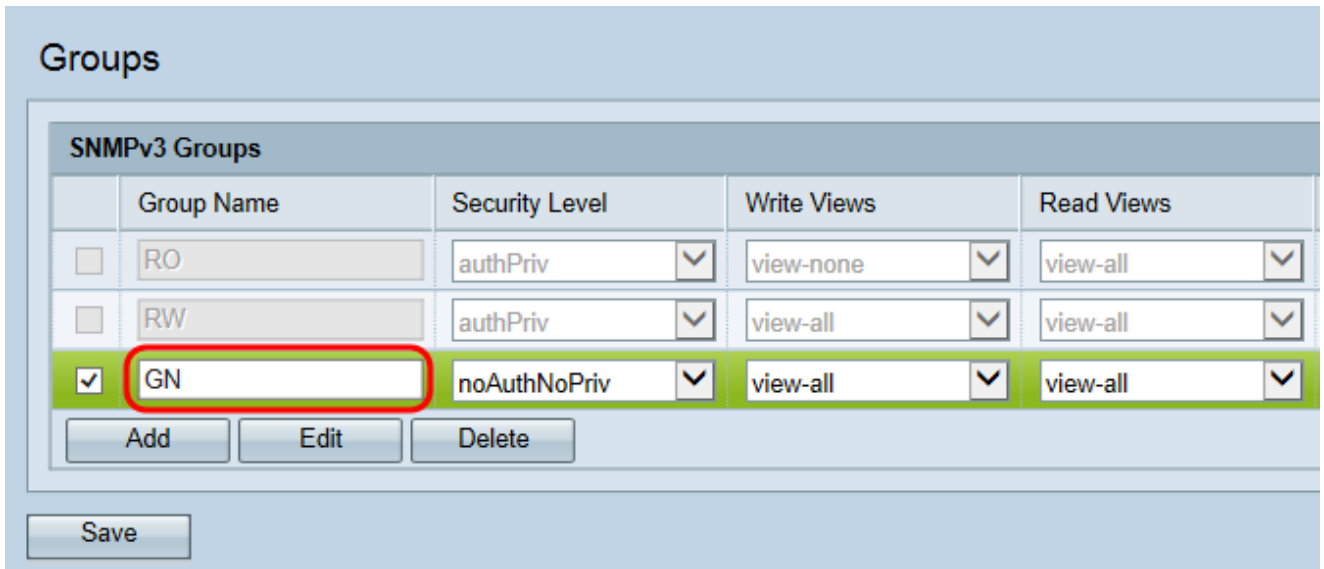 Groups
SNMPv3 Groups
Group Name Security Level Write Views Read Views
RO authPriv view-none view-all
RW authPriv view-all view-all
GN noAuthNoPriv view-all view-all
Add Edit Delete
Save